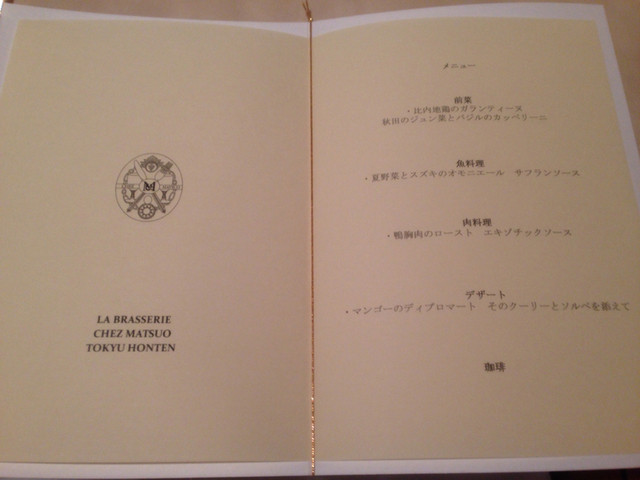 LA BRASSERIE
CHEZ MATSUO
TOKYU HONTEN
メニュー
前菜
・比内地鶏のガランティーヌ
秋田のジュン菜とバジルのカッペリーニ
魚料理
・夏野菜とスズキのオモニエール　サフランソース
肉料理
・鴨胸肉のロースト　エキゾチックソース
デザート
・マンゴーのディプロマート　そのクーリーとソルベを添えて
珈琲